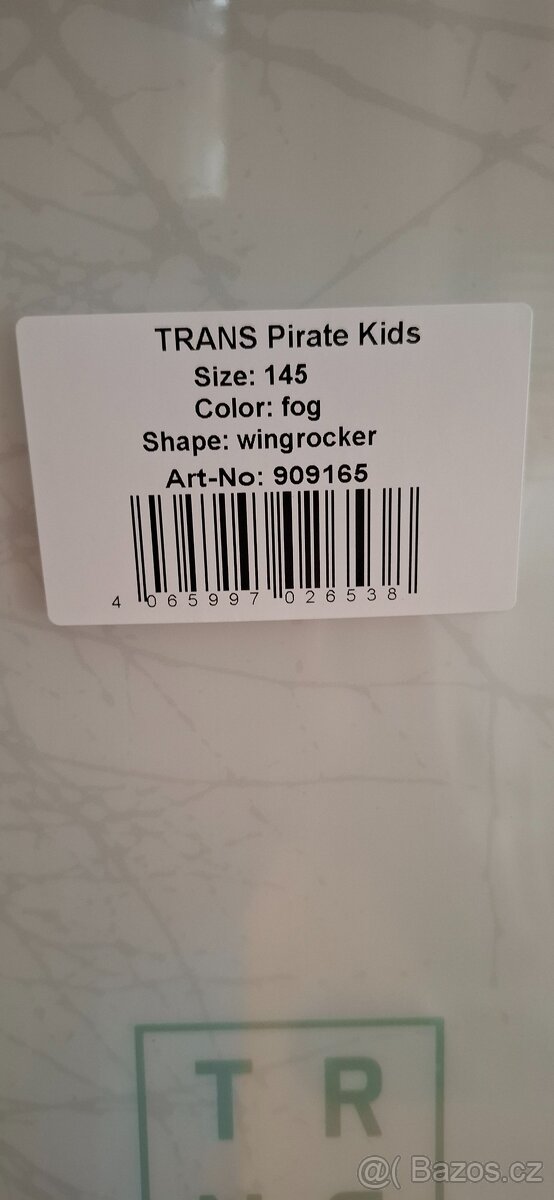 TRANS Pirate Kids
Size: 145
Color: fog
Shape: wingrocker
Art-No: 909165
4 065997 026538
T R
@( Bazos.cz